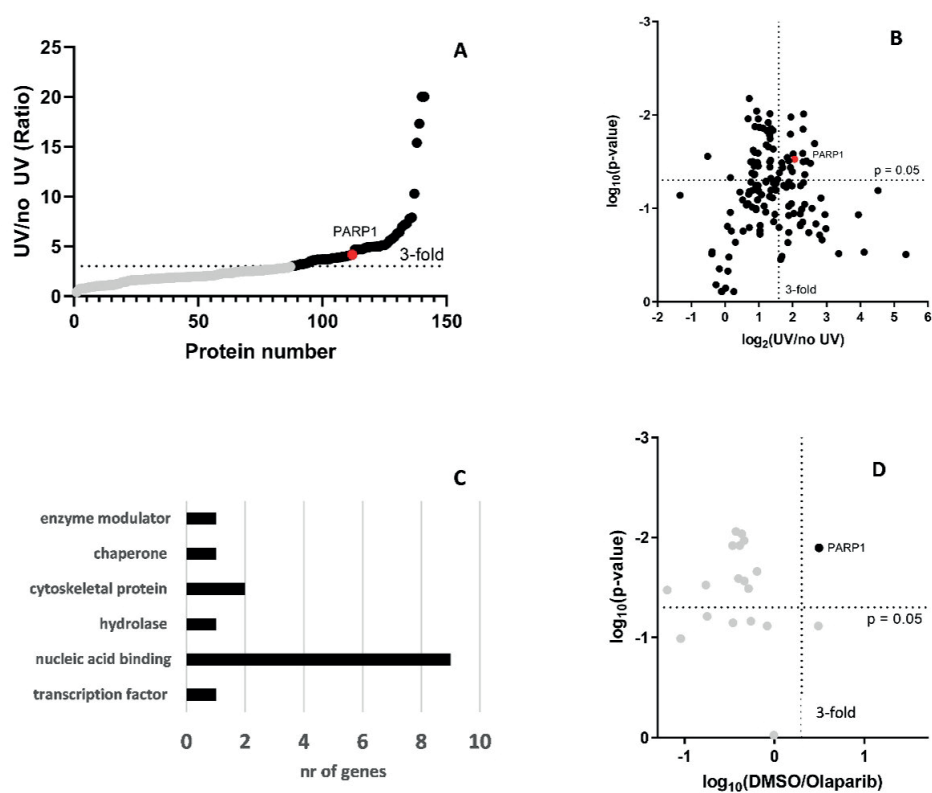 A
UV/no UV (Ratio)
25
20
15
10
5
0
PARP1
3-fold
0
50
100
150
Protein number
B
log10(p-value)
-3
-2
-1
0
PARP1
p = 0.05
3-fold
-2
-1
0
1
2
3
4
5
6
log2(UV/no UV)
C
enzyme modulator
chaperone
cytoskeletal protein
hydrolase
nucleic acid binding
transcription factor
0
2
4
6
8
10
nr of genes
D
log10(p-value)
-3
-2
-1
0
PARP1
p = 0.05
3-fold
-1
0
1
log10(DMSO/Olaparib)